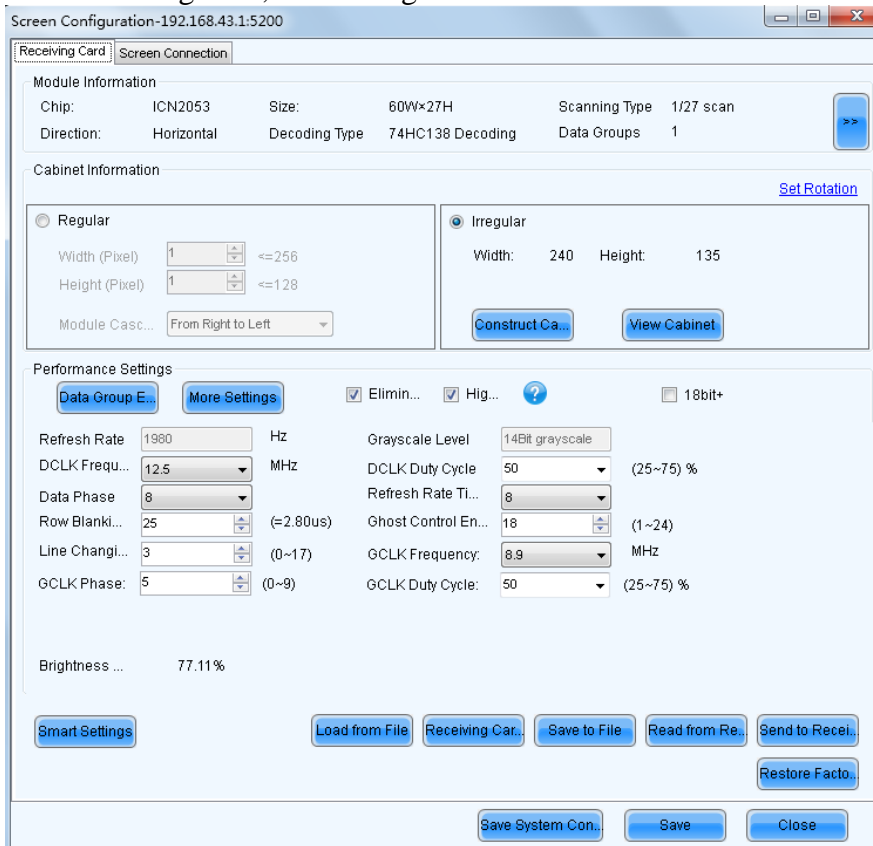 Screen Configuration-192.168.43.1:5200
Receiving Card Screen Connection
Module Information
Chip: ICN2053 Size: 60W×27H Scanning Type 1/27 scan
Direction: Horizontal Decoding Type 74HC138 Decoding Data Groups 1
>>
Cabinet Information
Set Rotation
Regular
Width (Pixel) 1 <=256
Height (Pixel) 1 <=128
Module Casc... From Right to Left
Irregular
Width: 240 Height: 135
Construct Ca... View Cabinet
Performance Settings
Data Group E... More Settings Elimin... Hig... ? 18bit+
Refresh Rate 1980 Hz Grayscale Level 14Bit grayscale
DCLK Frequ... 12.5 MHz DCLK Duty Cycle 50 (25~75) %
Data Phase 8 Refresh Rate Ti... 8
Row Blanki... 25 (=2.80us) Ghost Control En... 18 (1~24)
Line Changi... 3 (0~17) GCLK Frequency: 8.9 MHz
GCLK Phase: 5 (0~9) GCLK Duty Cycle: 50 (25~75) %
Brightness ... 77.11%
Smart Settings Load from File Receiving Car... Save to File Read from Re... Send to Recei...
Restore Facto...
Save System Con... Save Close